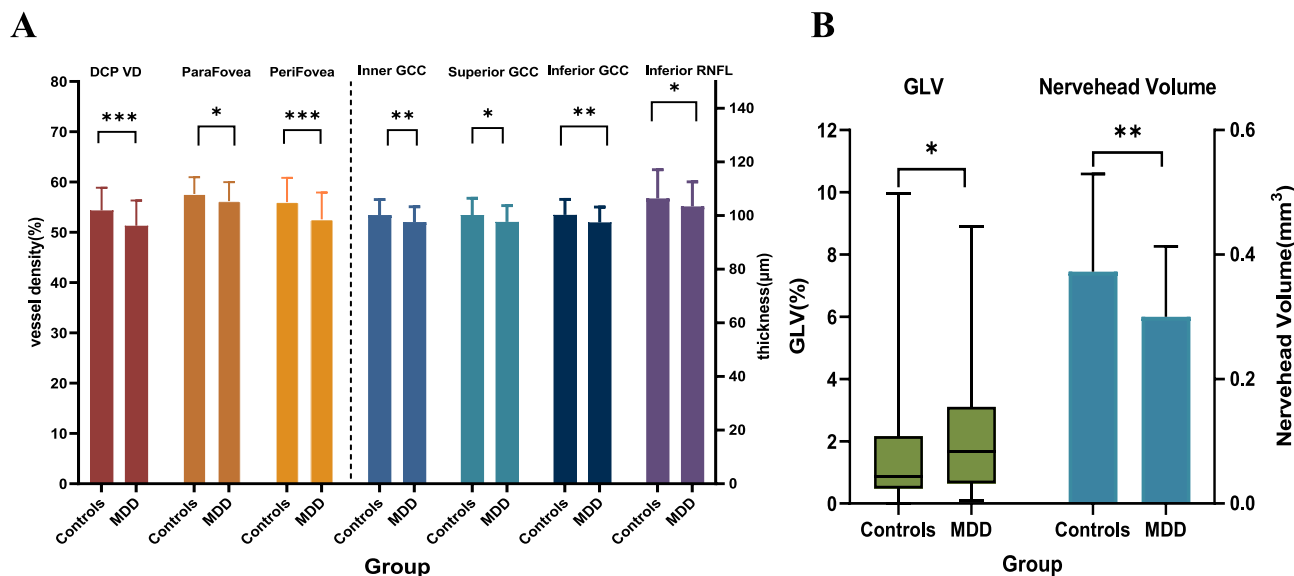 A
DCP VD ParaFovea PeriFovea Inner GCC Superior GCC Inferior GCC Inferior RNFL
*** * *** ** * ** *
vessel density(%)
80
70
60
50
40
30
20
10
0
thickness(μm)
140
120
100
80
60
40
20
0
Controls MDD Controls MDD Controls MDD Controls MDD Controls MDD Controls MDD Controls MDD
Group
B
GLV Nervehead Volume
* **
GLV(%)
12
10
8
6
4
2
0
Nervehead Volume(mm³)
0.6
0.4
0.2
0.0
Controls MDD Controls MDD
Group